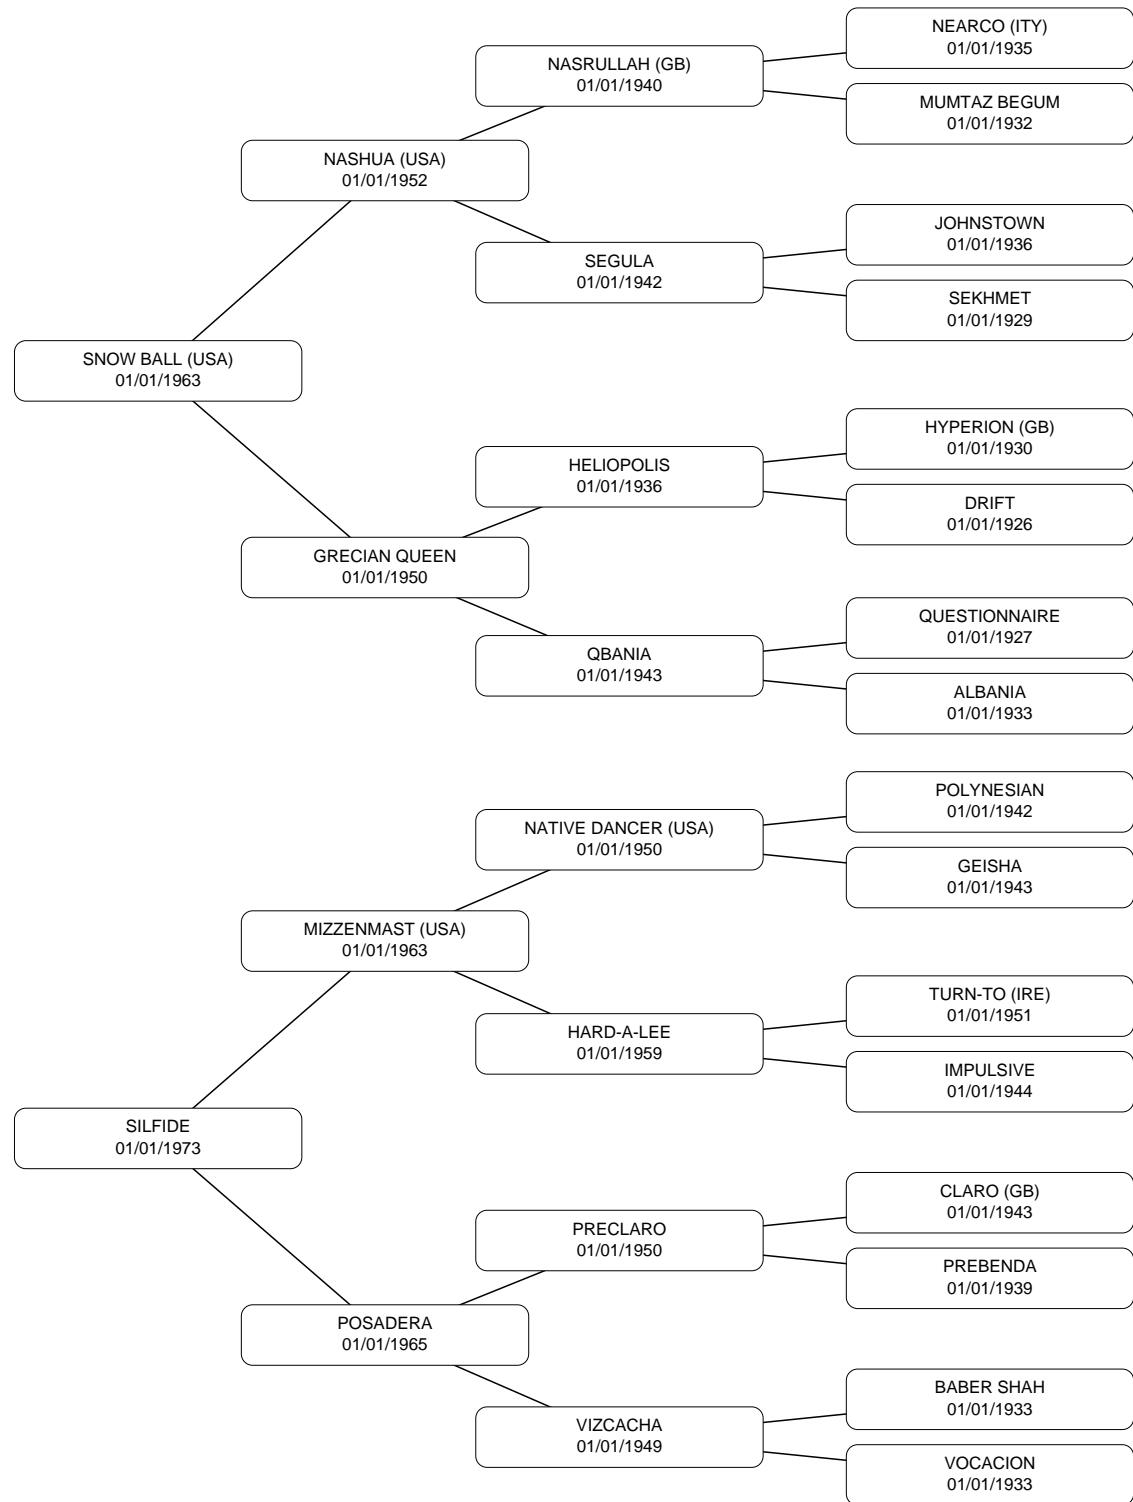 NEARCO (ITY)
01/01/1935
NASRULLAH (GB)
01/01/1940
MUMTAZ BEGUM
01/01/1932
NASHUA (USA)
01/01/1952
JOHNSTOWN
01/01/1936
SEGULA
01/01/1942
SEKHMET
01/01/1929
SNOW BALL (USA)
01/01/1963
HYPERION (GB)
01/01/1930
HELIOPOLIS
01/01/1936
DRIFT
01/01/1926
GRECIAN QUEEN
01/01/1950
QUESTIONNAIRE
01/01/1927
QBANIA
01/01/1943
ALBANIA
01/01/1933
POLYNESIAN
01/01/1942
NATIVE DANCER (USA)
01/01/1950
GEISHA
01/01/1943
MIZZENMAST (USA)
01/01/1963
TURN-TO (IRE)
01/01/1951
HARD-A-LEE
01/01/1959
IMPULSIVE
01/01/1944
SILFIDE
01/01/1973
CLARO (GB)
01/01/1943
PRECLARO
01/01/1950
PREBENDA
01/01/1939
POSADERA
01/01/1965
BABER SHAH
01/01/1933
VIZCACHA
01/01/1949
VOCACION
01/01/1933